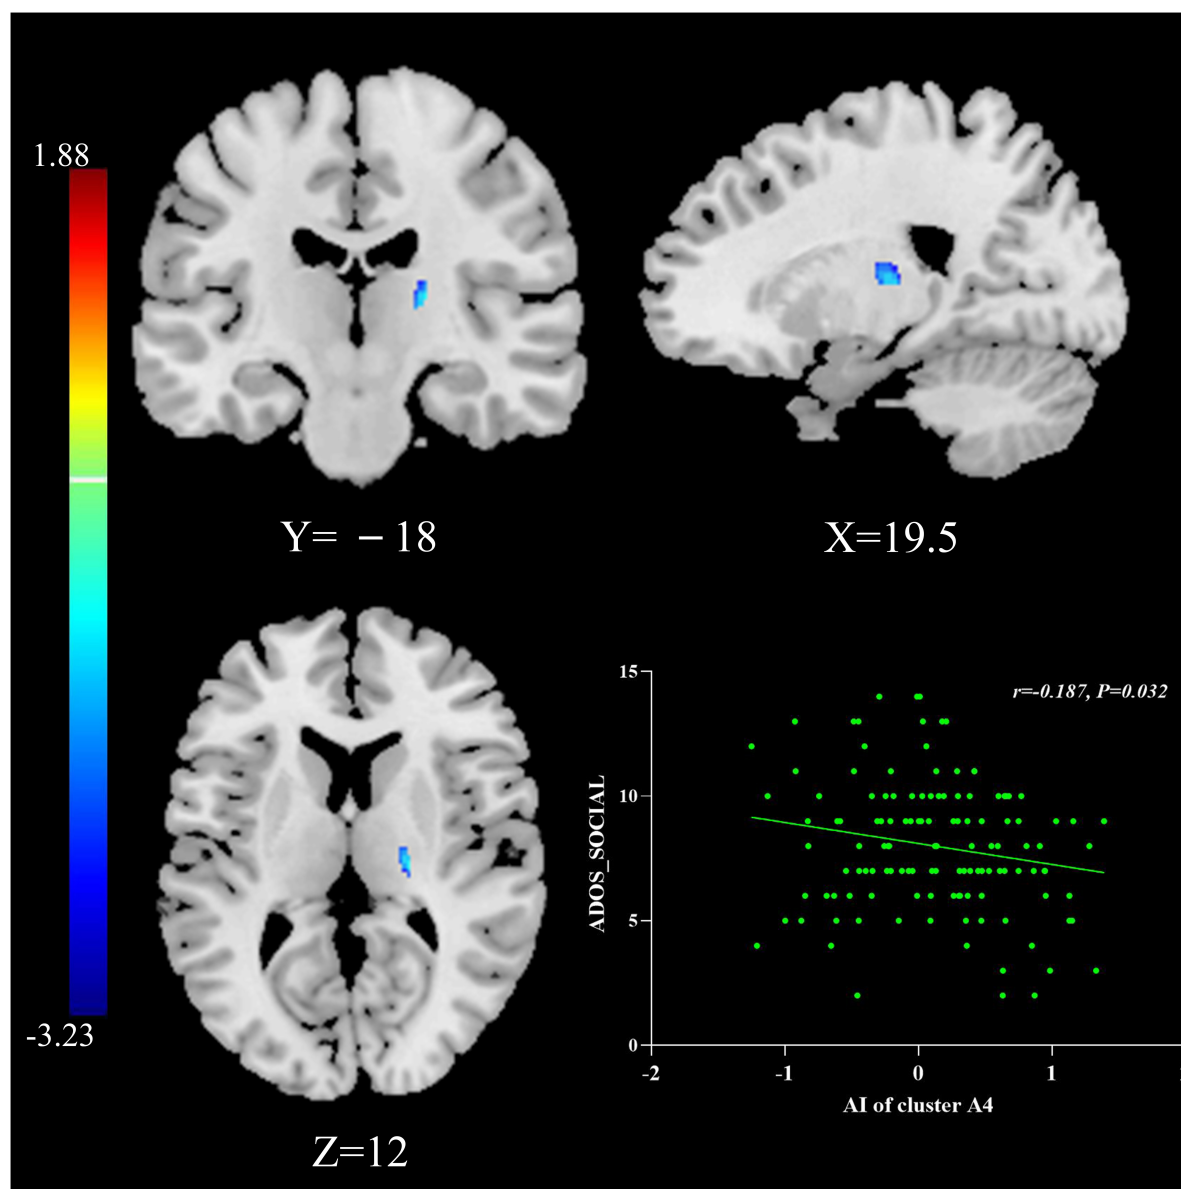 1.88
-3.23
Y= －18
X=19.5
Z=12
r=-0.187, P=0.032
ADOS_SOCIAL
15
10
5
0
-2 -1 0 1
AI of cluster A4